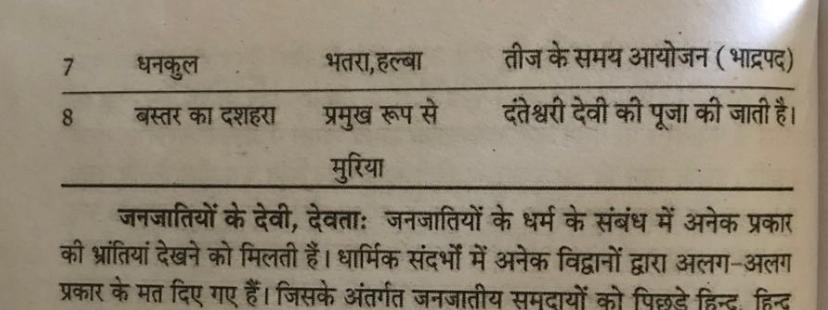 7 धनकुल भतरा,हल्बा तीज के समय आयोजन ( भाद्रपद)
8 बस्तर का दशहरा प्रमुख रूप से दंतेश्वरी देवी की पूजा की जाती है।
मुरिया
जनजातियों के देवी, देवताः जनजातियों के धर्म के संबंध में अनेक प्रकार
की भ्रांतियां देखने को मिलती हैं। धार्मिक संदर्भों में अनेक विद्वानों द्वारा अलग-अलग
प्रकार के मत दिए गए हैं। जिसके अंतर्गत जनजातीय समुदायों को पिछड़े हिन्दू, हिन्दू